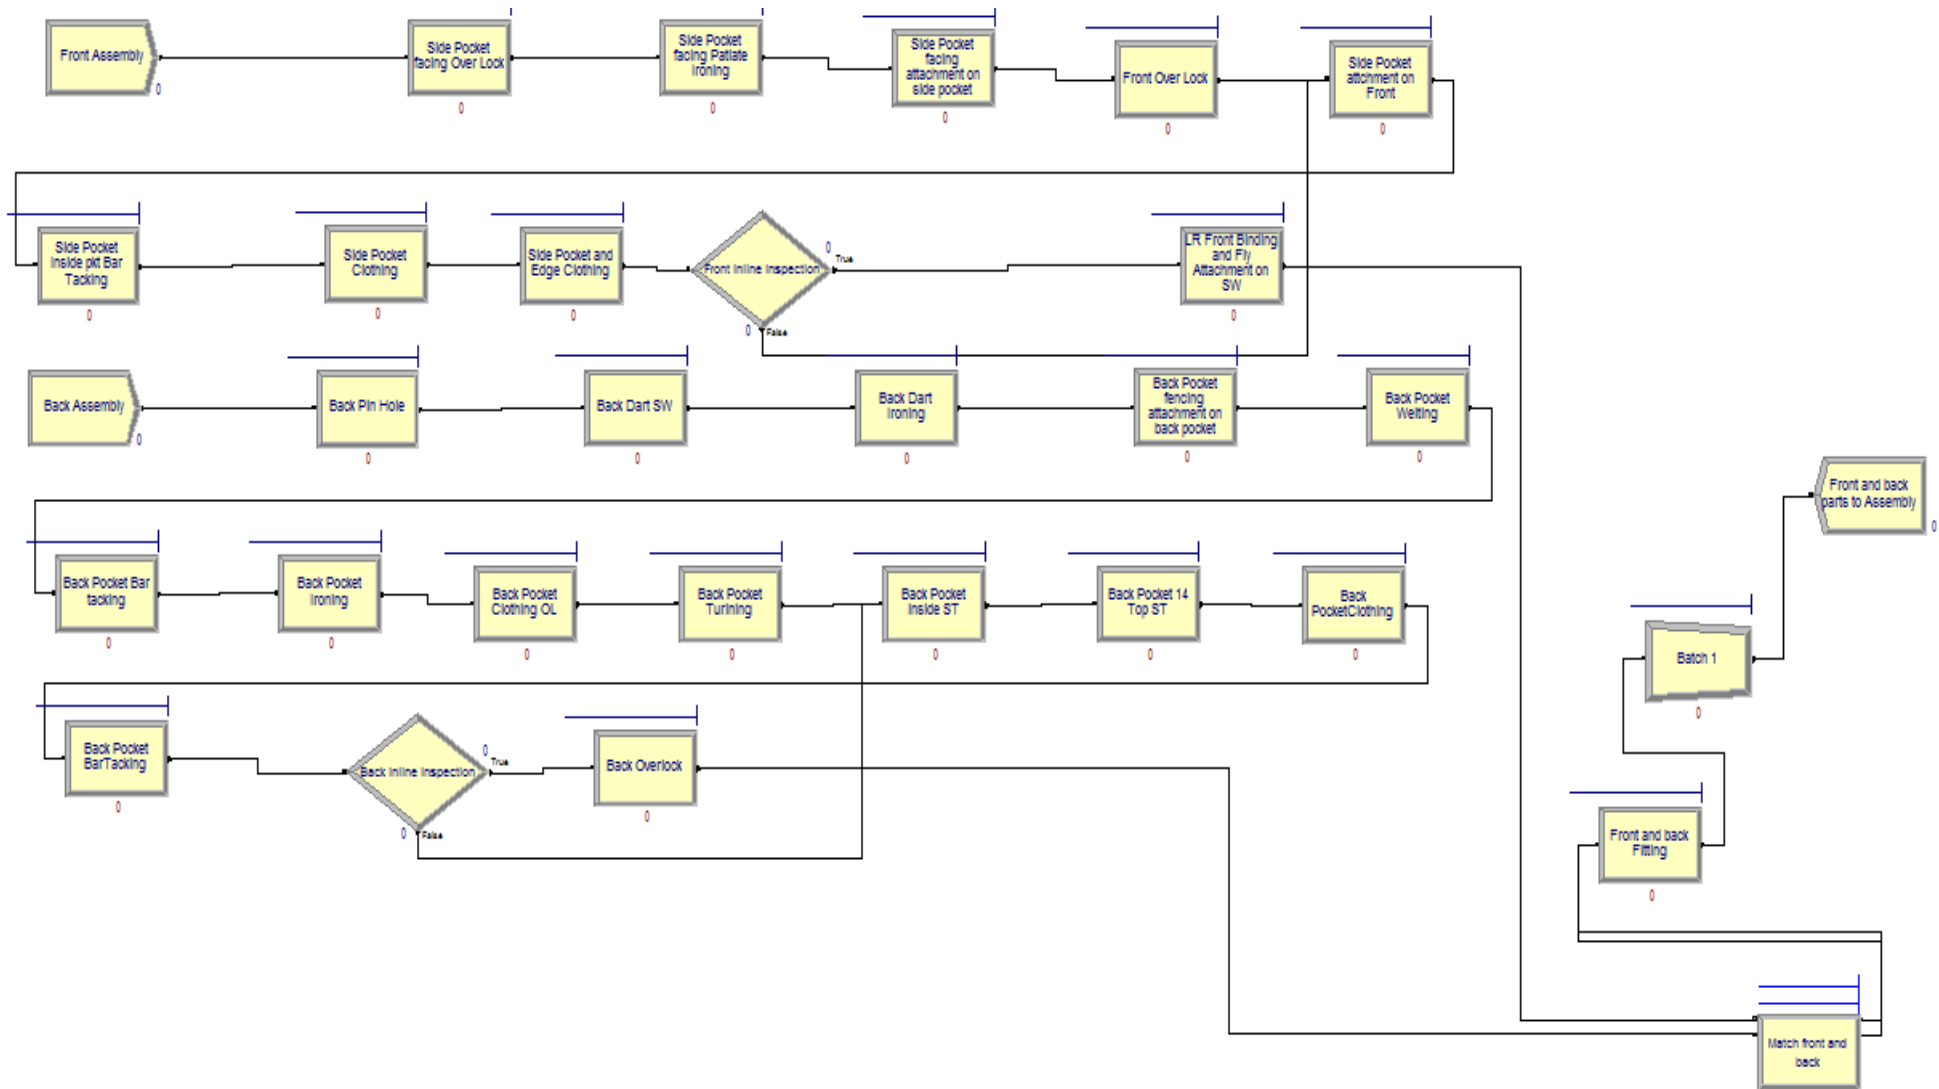 Front Assembly
0
Side Pocket
facing Over Lock
0
Side Pocket
facing Patlate
Ironing
0
Side Pocket
facing
attachment on
side pocket
0
Front Over Lock
0
Side Pocket
attchment on
Front
0
Side Pocket
Inside pkt Bar
Tacking
0
Side Pocket
Clothing
0
Side Pocket and
Edge Clothing
0
Front Inline Inspection
0
True
0
False
LR Front Binding
and Fly
Attachment on
SW
0
Back Assembly
0
Back Pin Hole
0
Back Dart SW
0
Back Dart
Ironing
0
Back Pocket
fencing
attachment on
back pocket
0
Back Pocket
Welting
0
Front and back
parts to Assembly
0
Back Pocket Bar
tacking
0
Back Pocket
Ironing
0
Back Pocket
Clothing OL
0
Back Pocket
Turining
0
Back Pocket
Inside ST
0
Back Pocket 14
Top ST
0
Back
PocketClothing
0
Batch 1
0
Back Pocket
BarTacking
0
Back Inline Inspection
0
True
0
False
Back Overlock
0
Front and back
Fitting
0
Match front and
back